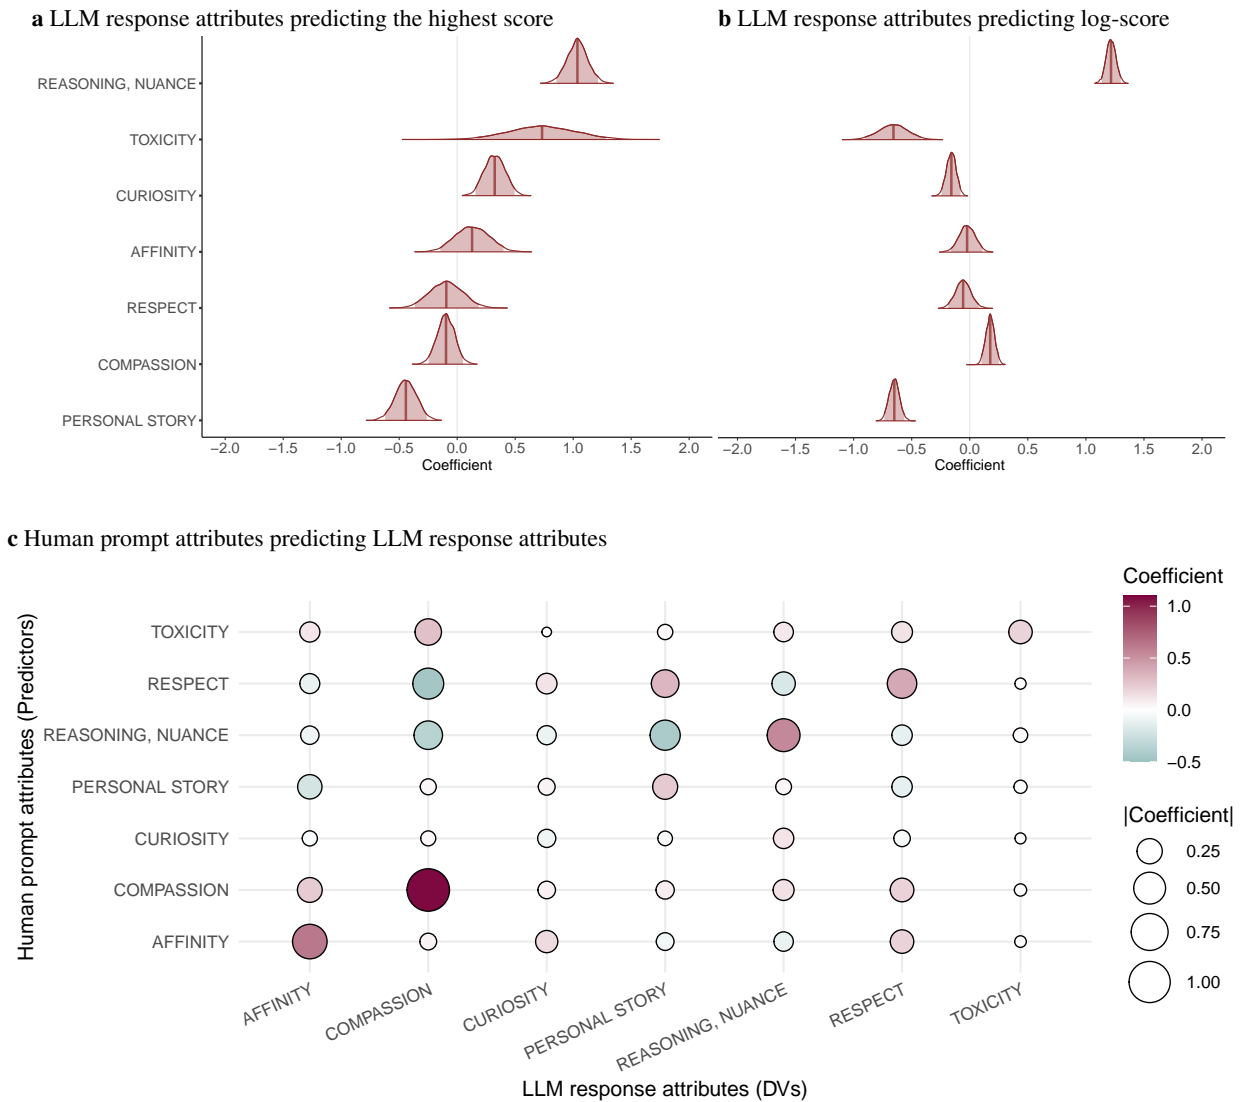 a LLM response attributes predicting the highest score
REASONING, NUANCE
TOXICITY
CURIOSITY
AFFINITY
RESPECT
COMPASSION
PERSONAL STORY
−2.0 −1.5 −1.0 −0.5 0.0 0.5 1.0 1.5 2.0
Coefficient
b LLM response attributes predicting log-score
−2.0 −1.5 −1.0 −0.5 0.0 0.5 1.0 1.5 2.0
Coefficient
c Human prompt attributes predicting LLM response attributes
Human prompt attributes (Predictors)
TOXICITY
RESPECT
REASONING, NUANCE
PERSONAL STORY
CURIOSITY
COMPASSION
AFFINITY
AFFINITY
COMPASSION
CURIOSITY
PERSONAL STORY
REASONING, NUANCE
RESPECT
TOXICITY
LLM response attributes (DVs)
Coefficient
1.0
0.5
0.0
−0.5
|Coefficient|
0.25
0.50
0.75
1.00